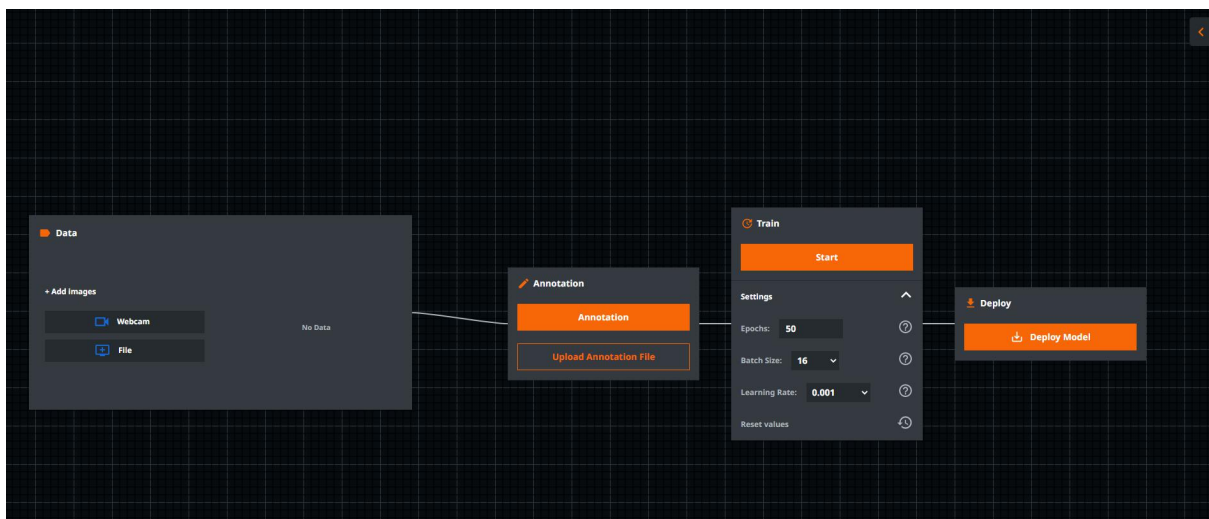 Data
+ Add Images
Webcam
File
No Data
Annotation
Annotation
Upload Annotation File
Train
Start
Settings
Epochs: 50
Batch Size: 16
Learning Rate: 0.001
Reset values
Deploy
Deploy Model